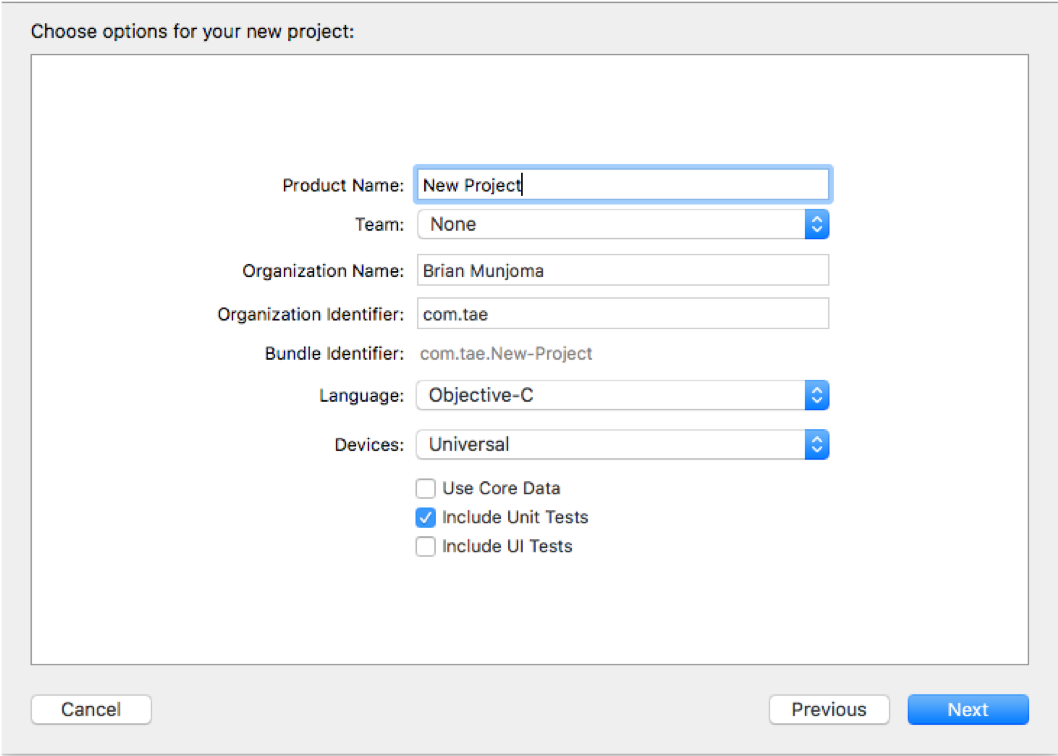 Choose options for your new project:
Product Name: New Project
Team: None
Organization Name: Brian Munjoma
Organization Identifier: com.tae
Bundle Identifier: com.tae.New-Project
Language: Objective-C
Devices: Universal
Use Core Data
Include Unit Tests
Include UI Tests
Cancel Previous Next